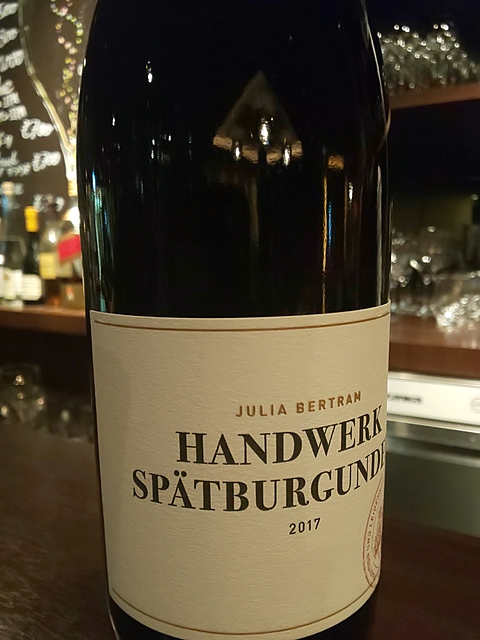 JULIA BERTRAM
HANDWERK
SPÄTBURGUNDE
2017